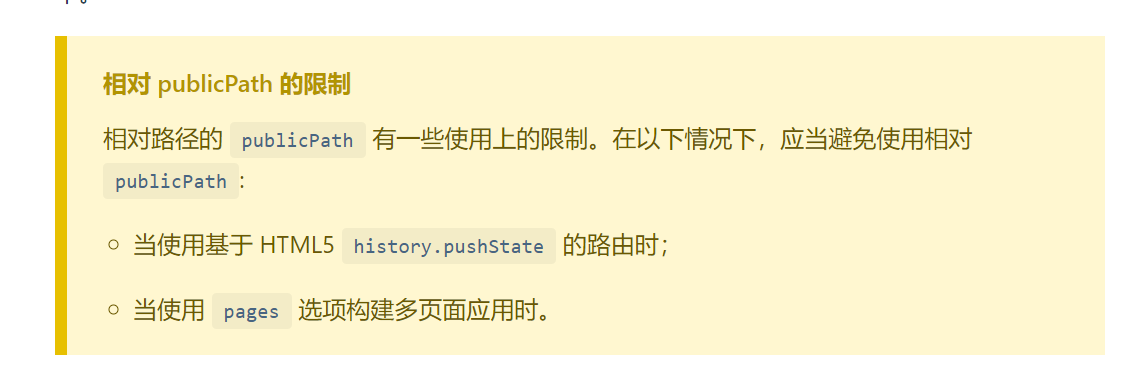 相对 publicPath 的限制
相对路径的 publicPath 有一些使用上的限制。在以下情况下，应当避免使用相对
publicPath：
当使用基于 HTML5 history.pushState 的路由时；
当使用 pages 选项构建多页面应用时。